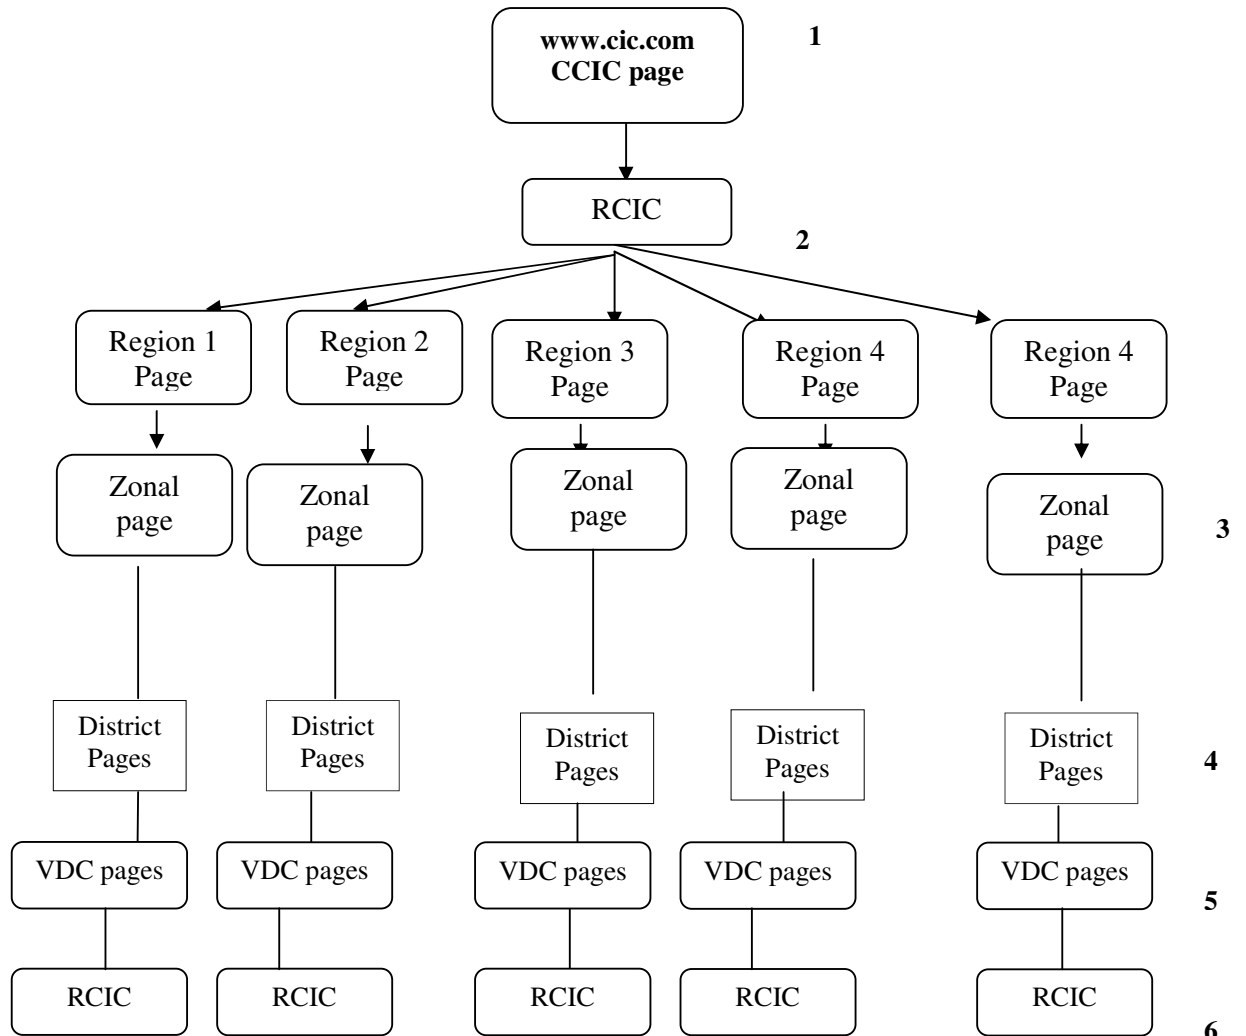 www.cic.com
CCIC page
1
RCIC
2
Region 1
Page
Region 2
Page
Region 3
Page
Region 4
Page
Region 4
Page
Zonal
page
Zonal
page
Zonal
page
Zonal
page
Zonal
page
3
District
Pages
District
Pages
District
Pages
District
Pages
District
Pages
4
VDC pages
VDC pages
VDC pages
VDC pages
VDC pages
5
RCIC
RCIC
RCIC
RCIC
RCIC
6